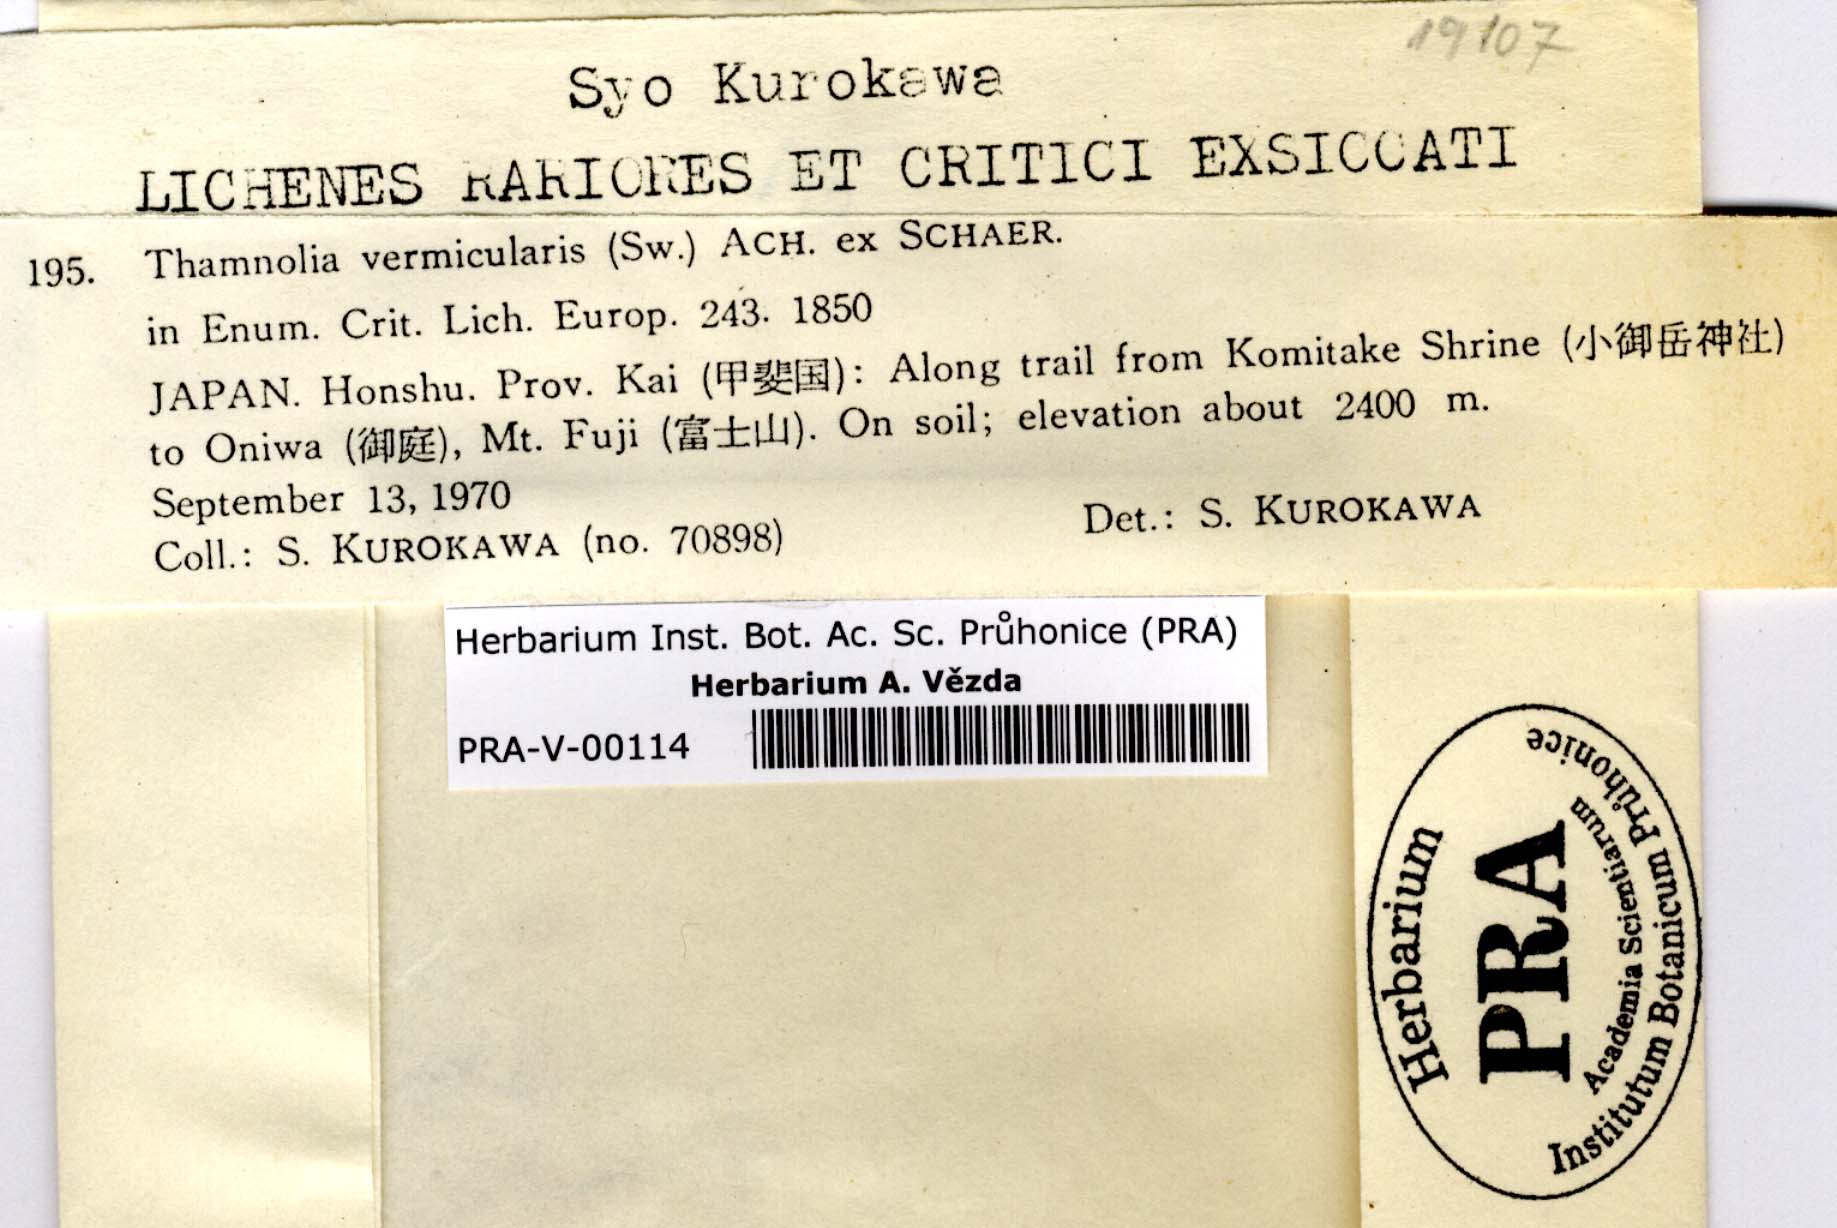 19107
Syo Kurokawa
LICHENES RARIORES ET CRITICI EXSICCATI
195. Thamnolia vermicularis (Sw.) ACH. ex SCHAER.
in Enum. Crit. Lich. Europ. 243. 1850
JAPAN. Honshu. Prov. Kai (甲斐国): Along trail from Komitake Shrine (小御岳神社)
to Oniwa (御庭), Mt. Fuji (富士山). On soil; elevation about 2400 m.
September 13, 1970
Coll.: S. KUROKAWA (no. 70898) Det.: S. KUROKAWA
Herbarium Inst. Bot. Ac. Sc. Průhonice (PRA)
Herbarium A. Vězda
PRA-V-00114
Herbarium
PRA
Academia Scientiarum
Institutum Botanicum Průhonice